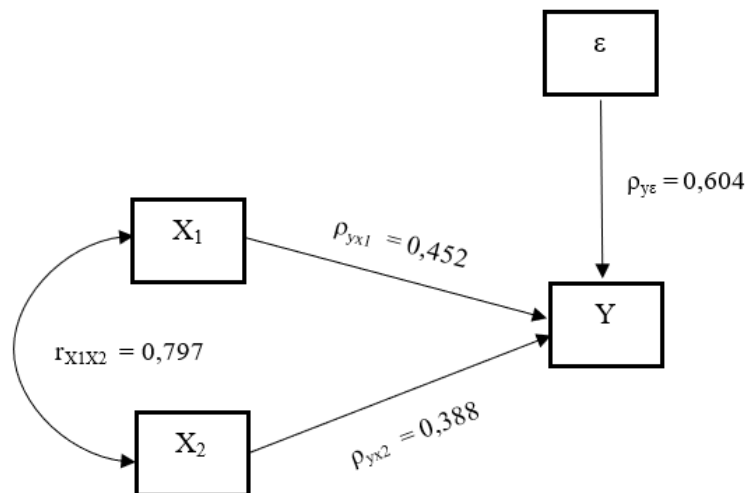 ε
ρyε = 0,604
X1
ρyx1 = 0,452
Y
rX1X2 = 0,797
X2
ρyx2 = 0,388